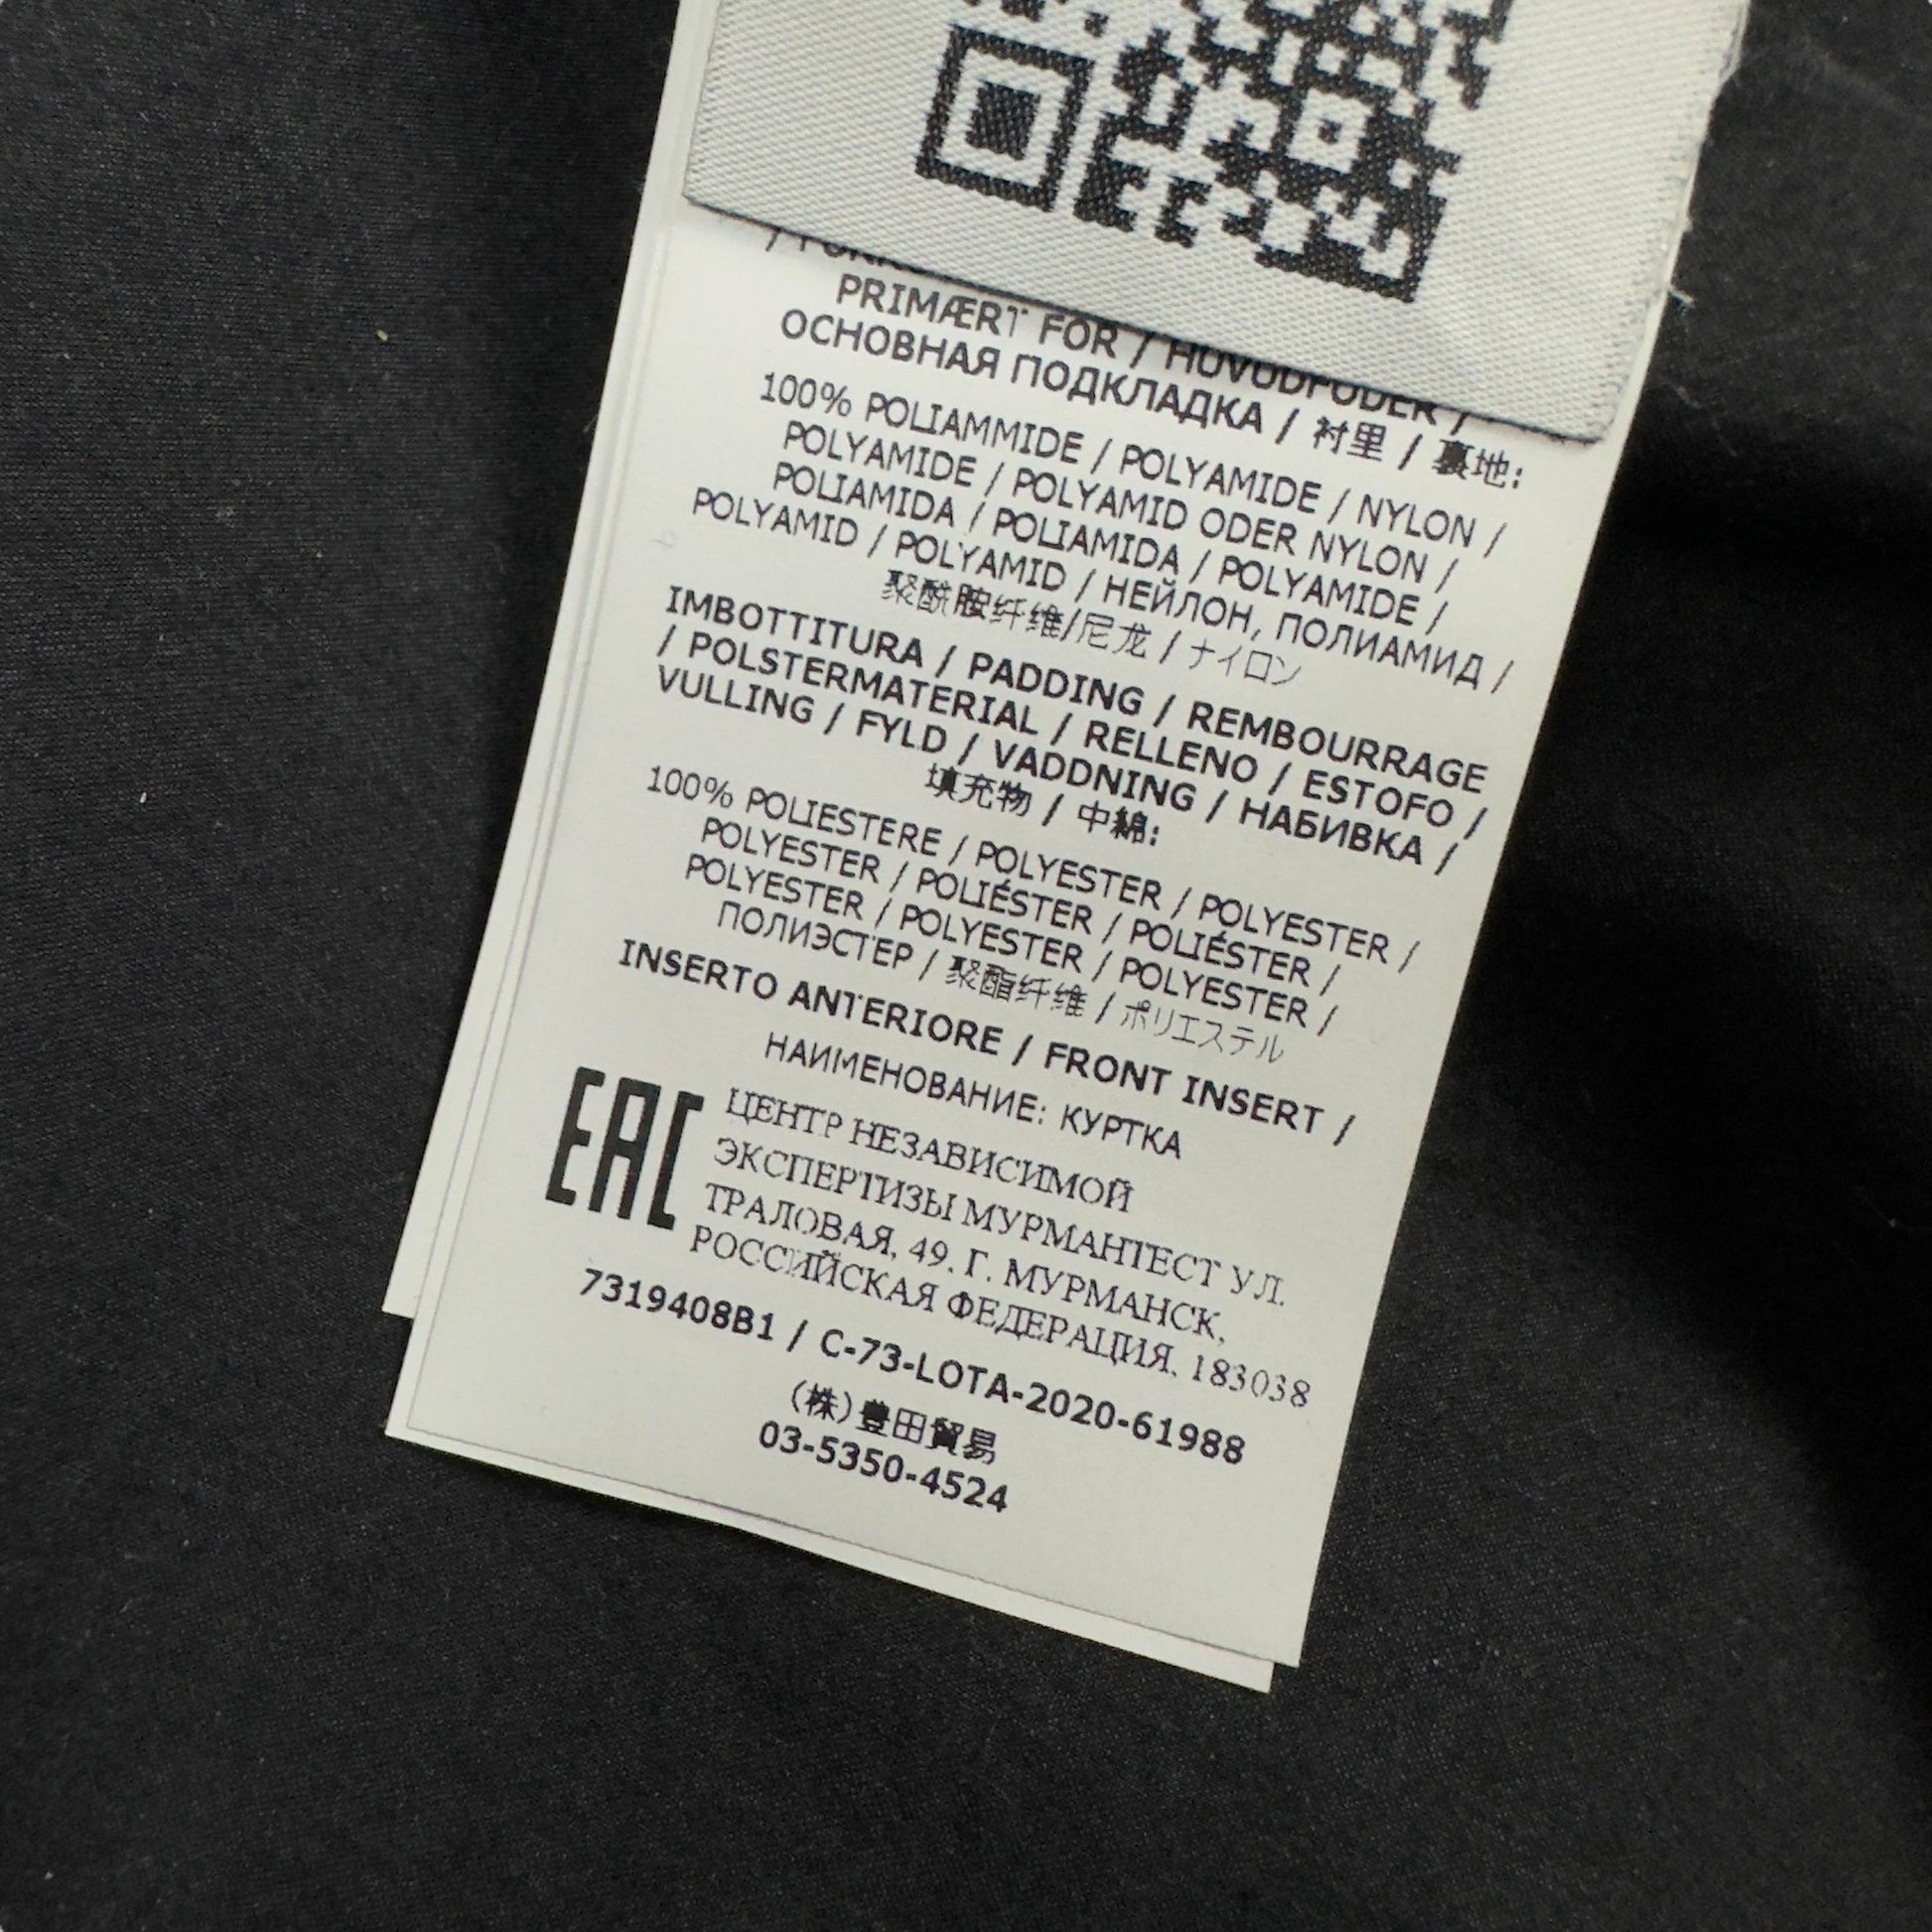 PRIMÆRT FOR / HUVUDFODER /
ОСНОВНАЯ ПОДКЛАДКА / 衬里 / 裏地:
100% POLIAMMIDE / POLYAMIDE / NYLON /
POLYAMIDE / POLYAMID ODER NYLON /
POLIAMIDA / POLIAMIDA / POLYAMIDE /
POLYAMID / POLYAMID / НЕЙЛОН, ПОЛИАМИД /
聚酰胺纤维/尼龙 / ナイロン
IMBOTTITURA / PADDING / REMBOURRAGE
/ POLSTERMATERIAL / RELLENO / ESTOFO /
VULLING / FYLD / VADDNING / НАБИВКА /
填充物 / 中綿:
100% POLIESTERE / POLYESTER / POLYESTER /
POLYESTER / POLIÉSTER / POLIÉSTER /
POLYESTER / POLYESTER / POLYESTER /
ПОЛИЭСТЕР / 聚酯纤维 / ポリエステル
INSERTO ANTERIORE / FRONT INSERT /
НАИМЕНОВАНИЕ: КУРТКА
EAC
ЦЕНТР НЕЗАВИСИМОЙ
ЭКСПЕРТИЗЫ МУРМАНТЕСТ УЛ.
ТРАЛОВАЯ, 49. Г. МУРМАНСК,
РОССИЙСКАЯ ФЕДЕРАЦИЯ, 183038
7319408B1 / C-73-LOTA-2020-61988
(株)豊田貿易
03-5350-4524